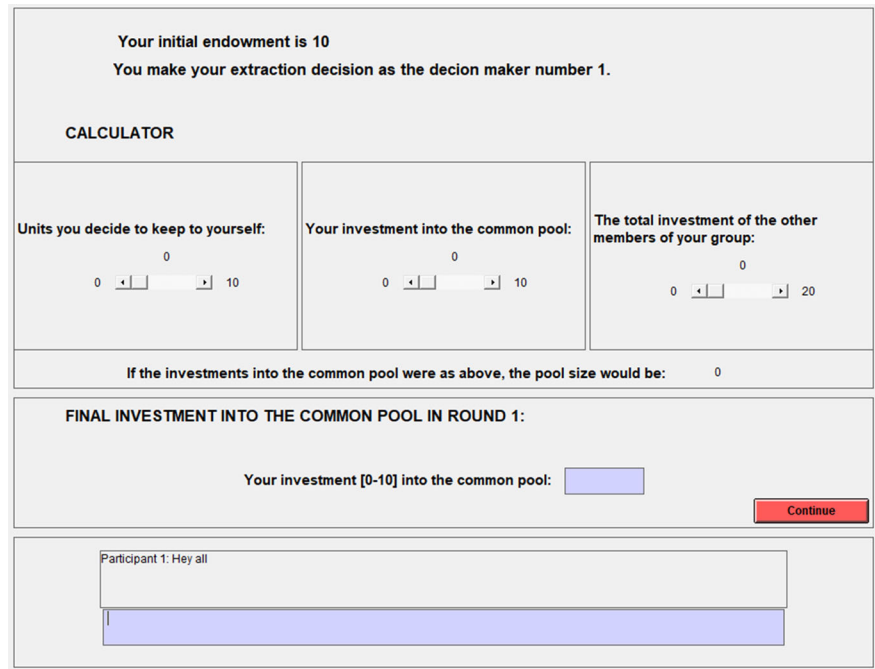 Your initial endowment is 10
You make your extraction decision as the decion maker number 1.
CALCULATOR
Units you decide to keep to yourself:
0
0 10
Your investment into the common pool:
0
0 10
The total investment of the other
members of your group:
0
0 20
If the investments into the common pool were as above, the pool size would be: 0
FINAL INVESTMENT INTO THE COMMON POOL IN ROUND 1:
Your investment [0-10] into the common pool:
Continue
Participant 1: Hey all